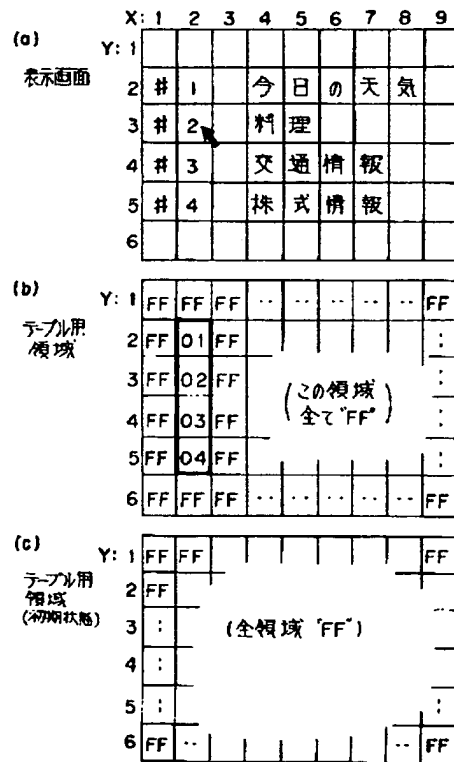 X: 1 2 3 4 5 6 7 8 9
(a)
Y: 1
表示画面
2 # 1 今日の天気
3 # 2 料理
4 # 3 交通情報
5 # 4 株式情報
6
(b)
Y: 1 FF FF FF ‥ ‥ ‥ ‥ ‥ FF
テーブル用
領域
2 FF 01 FF :
3 FF 02 FF (この領域 :
4 FF 03 FF 全て"FF") :
5 FF 04 FF :
6 FF FF FF ‥ ‥ ‥ ‥ ‥ FF
(c)
Y: 1 FF FF FF
テーブル用
領域
(初期状態)
2 FF
3 : (全領域"FF") :
4 : :
5 : :
6 FF ‥ ‥ FF